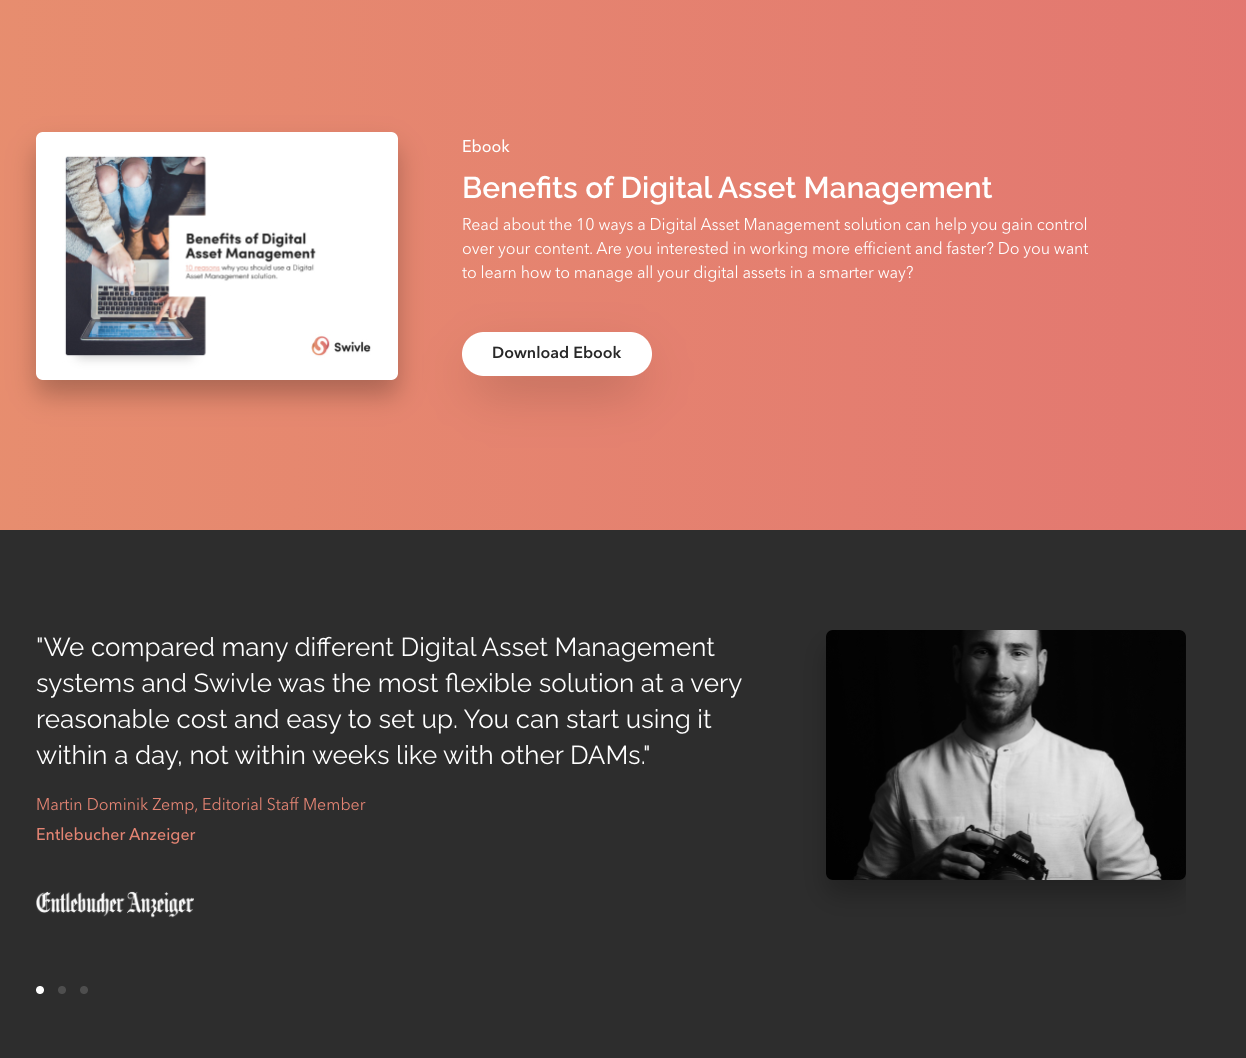 Benefits of Digital
Asset Management
10 reasons why you should use a Digital
Asset Management solution.
Swivle
Ebook
Benefits of Digital Asset Management
Read about the 10 ways a Digital Asset Management solution can help you gain control
over your content. Are you interested in working more efficient and faster? Do you want
to learn how to manage all your digital assets in a smarter way?
Download Ebook
"We compared many different Digital Asset Management
systems and Swivle was the most flexible solution at a very
reasonable cost and easy to set up. You can start using it
within a day, not within weeks like with other DAMs."
Martin Dominik Zemp, Editorial Staff Member
Entlebucher Anzeiger
Entlebucher Anzeiger
Nikon